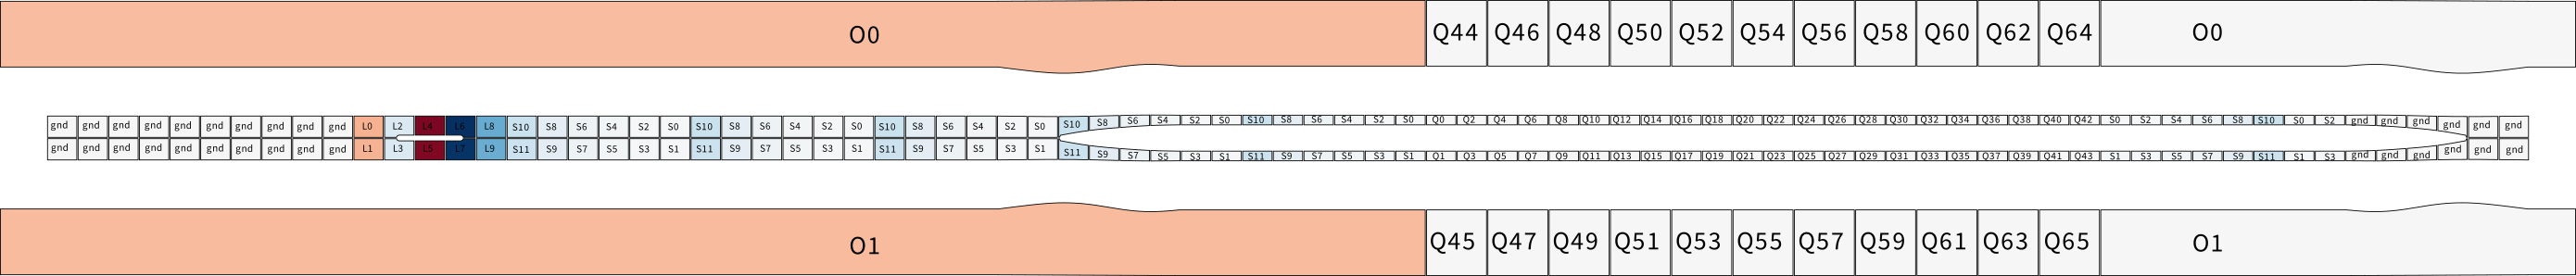 O0 Q44 Q46 Q48 Q50 Q52 Q54 Q56 Q58 Q60 Q62 Q64 O0
gnd gnd gnd gnd gnd gnd gnd gnd gnd gnd L0 L2 L4 L6 L8 S10 S8 S6 S4 S2 S0 S10 S8 S6 S4 S2 S0 S10 S8 S6 S4 S2 S0 S10 S8 S6 S4 S2 S0 S10 S8 S6 S4 S2 S0 Q0 Q2 Q4 Q6 Q8 Q10 Q12 Q14 Q16 Q18 Q20 Q22 Q24 Q26 Q28 Q30 Q32 Q34 Q36 Q38 Q40 Q42 S0 S2 S4 S6 S8 S10 S0 S2 gnd gnd gnd gnd gnd gnd
gnd gnd gnd gnd gnd gnd gnd gnd gnd gnd L1 L3 L5 L7 L9 S11 S9 S7 S5 S3 S1 S11 S9 S7 S5 S3 S1 S11 S9 S7 S5 S3 S1 S11 S9 S7 S5 S3 S1 S11 S9 S7 S5 S3 S1 Q1 Q3 Q5 Q7 Q9 Q11 Q13 Q15 Q17 Q19 Q21 Q23 Q25 Q27 Q29 Q31 Q33 Q35 Q37 Q39 Q41 Q43 S1 S3 S5 S7 S9 S11 S1 S3 gnd gnd gnd gnd gnd gnd
O1 Q45 Q47 Q49 Q51 Q53 Q55 Q57 Q59 Q61 Q63 Q65 O1